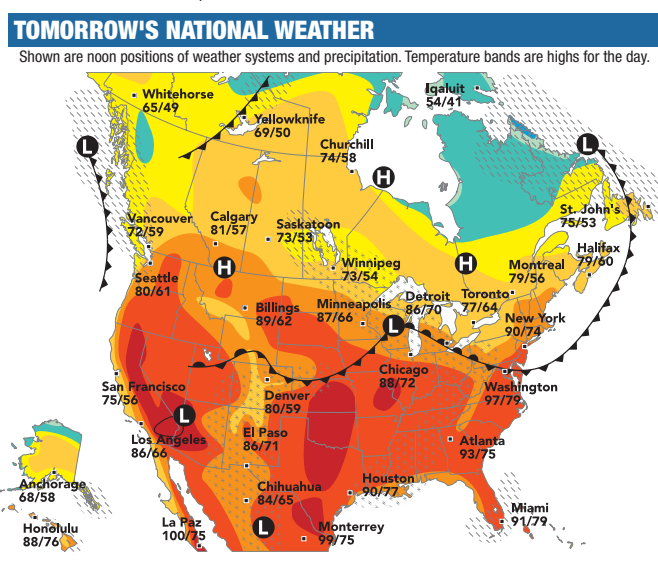 TOMORROW'S NATIONAL WEATHER
Shown are noon positions of weather systems and precipitation. Temperature bands are highs for the day.
Whitehorse
65/49
Yellowknife
69/50
Iqaluit
54/41
Churchill
74/58
L
L
H
Vancouver
72/59
Calgary
81/57
Saskatoon
73/53
St. John's
75/53
Winnipeg
73/54
Halifax
79/60
Montreal
79/56
H
H
Seattle
80/61
Billings
89/62
Minneapolis
87/66
Detroit
86/70
Toronto
77/64
New York
90/74
L
San Francisco
75/56
Denver
80/59
Chicago
88/72
Washington
97/79
L
Los Angeles
86/66
El Paso
86/71
Atlanta
93/75
Anchorage
68/58
Chihuahua
84/65
Houston
90/77
Miami
91/79
Honolulu
88/76
La Paz
100/75
L
Monterrey
99/75